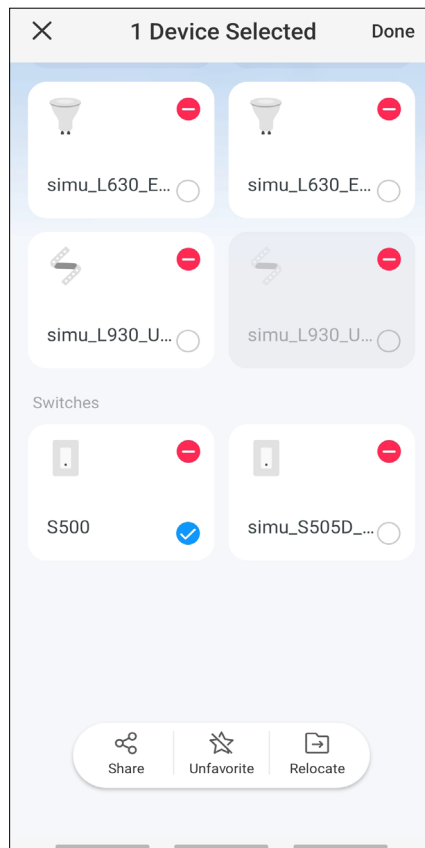 1 Device Selected Done
simu_L630_E... simu_L630_E...
simu_L930_U... simu_L930_U...
Switches
S500 simu_S505D_...
Share Unfavorite Relocate